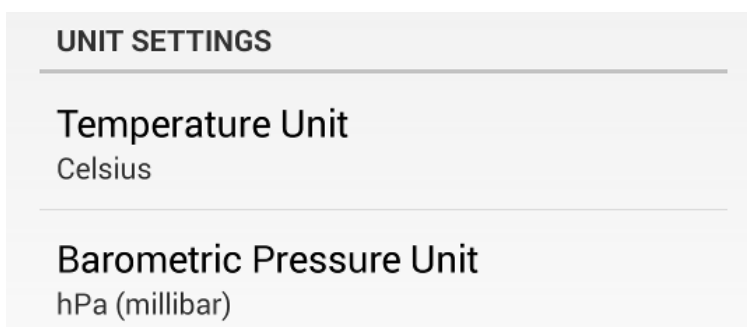 UNIT SETTINGS
Temperature Unit
Celsius
Barometric Pressure Unit
hPa (millibar)